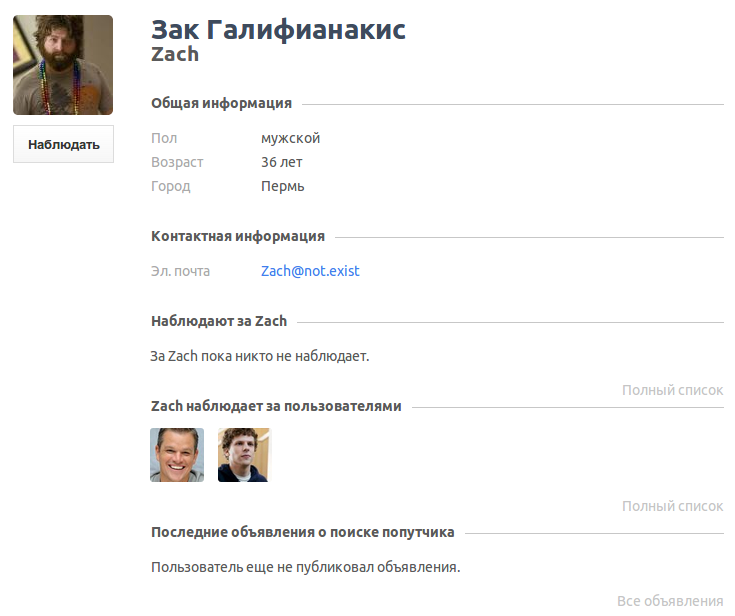 Зак Галифианакис
Zach
Общая информация
Наблюдать
Пол мужской
Возраст 36 лет
Город Пермь
Контактная информация
Эл. почта Zach@not.exist
Наблюдают за Zach
За Zach пока никто не наблюдает.
Полный список
Zach наблюдает за пользователями
Полный список
Последние объявления о поиске попутчика
Пользователь еще не публиковал объявления.
Все объявления